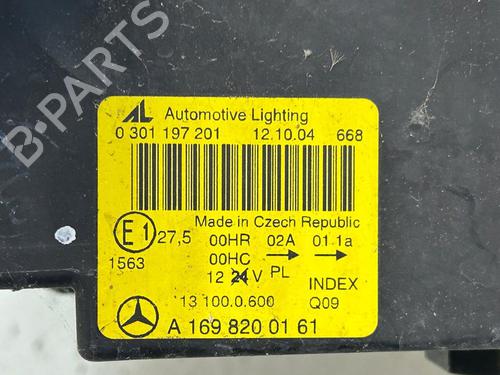 AL Automotive Lighting
0 301 197 201 12.10.04 668
Made in Czech Republic
E1 27,5 00HR 02A 01 1a
1563 00HC → →
12 24 V PL INDEX
13 100.0.600 Q09
A 169 820 01 61
B-PARTS